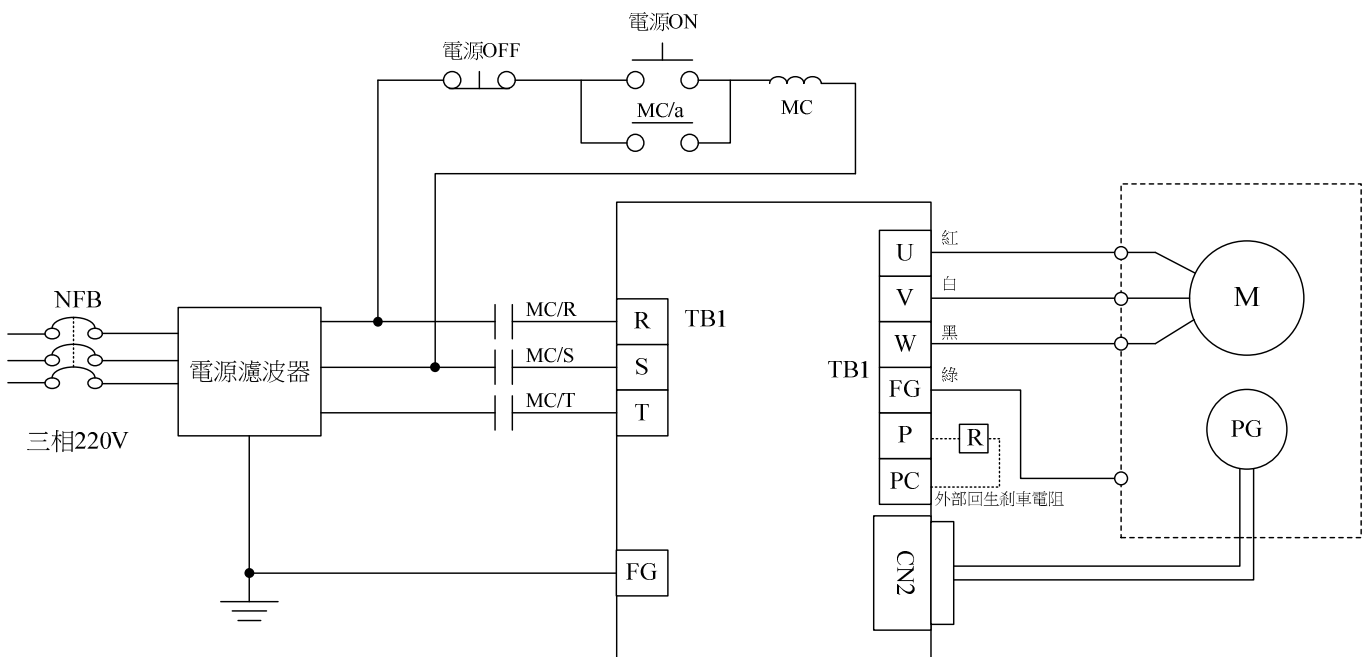 電源ON
電源OFF
MC/a
MC
NFB
三相220V
電源濾波器
MC/R
MC/S
MC/T
R
S
T
TB1
FG
TB1
U
V
W
FG
P
PC
CN2
紅
白
黑
綠
R
外部回生剎車電阻
M
PG